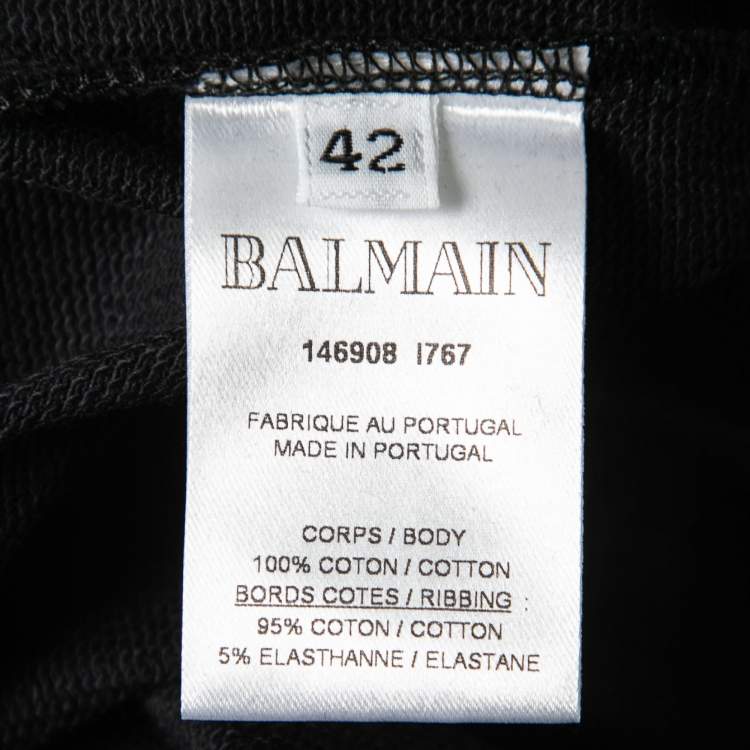 42
BALMAIN
146908 I767
FABRIQUE AU PORTUGAL
MADE IN PORTUGAL
CORPS / BODY
100% COTON / COTTON
BORDS COTES / RIBBING :
95% COTON / COTTON
5% ELASTHANNE / ELASTANE